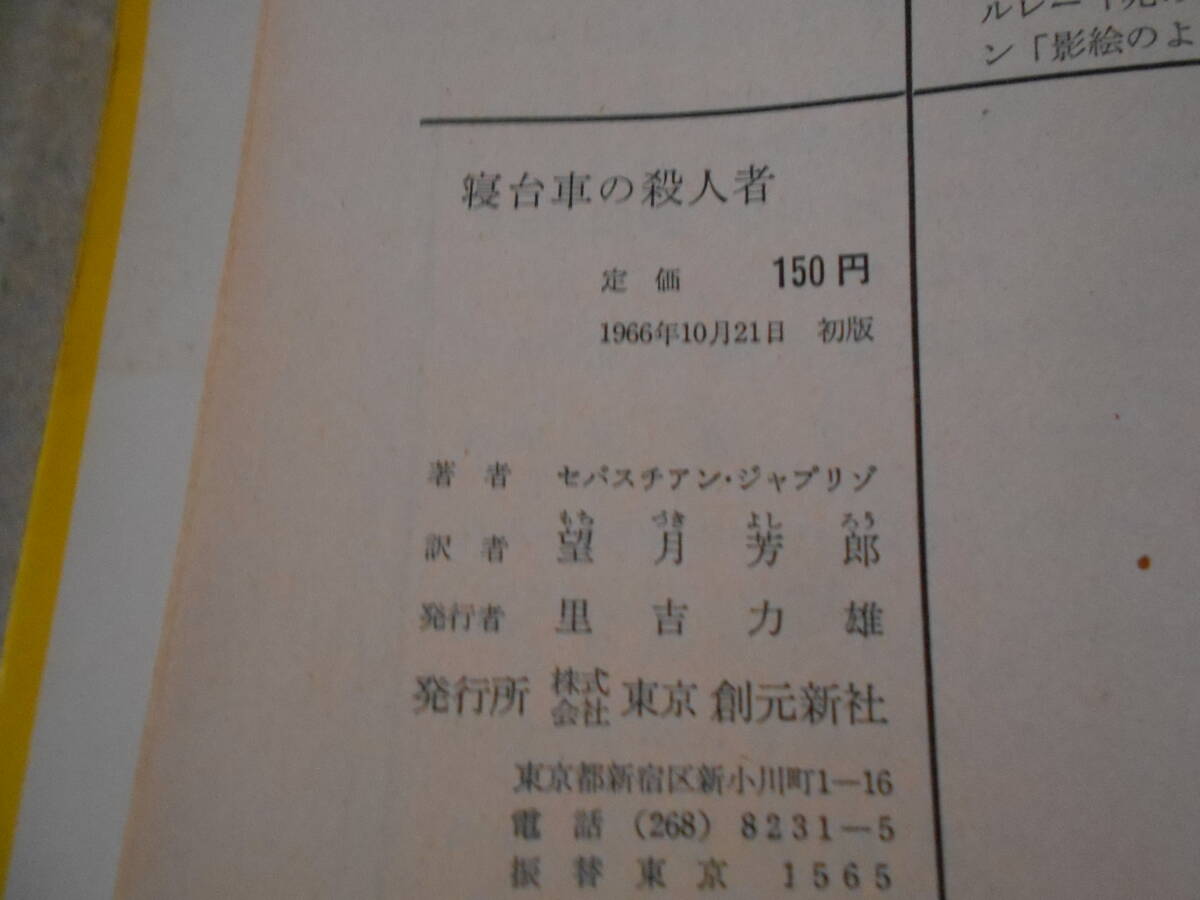 ン「影絵のよ
寝台車の殺人者
定価 150円
1966年10月21日 初版
著者 セバスチアン・ジャプリゾ
もち づき よし ろう
訳者 望月芳郎
発行者 里吉力雄
発行所 株式会社 東京創元新社
東京都新宿区新小川町1―16
電話 (268) 8231―5
振替東京 1565